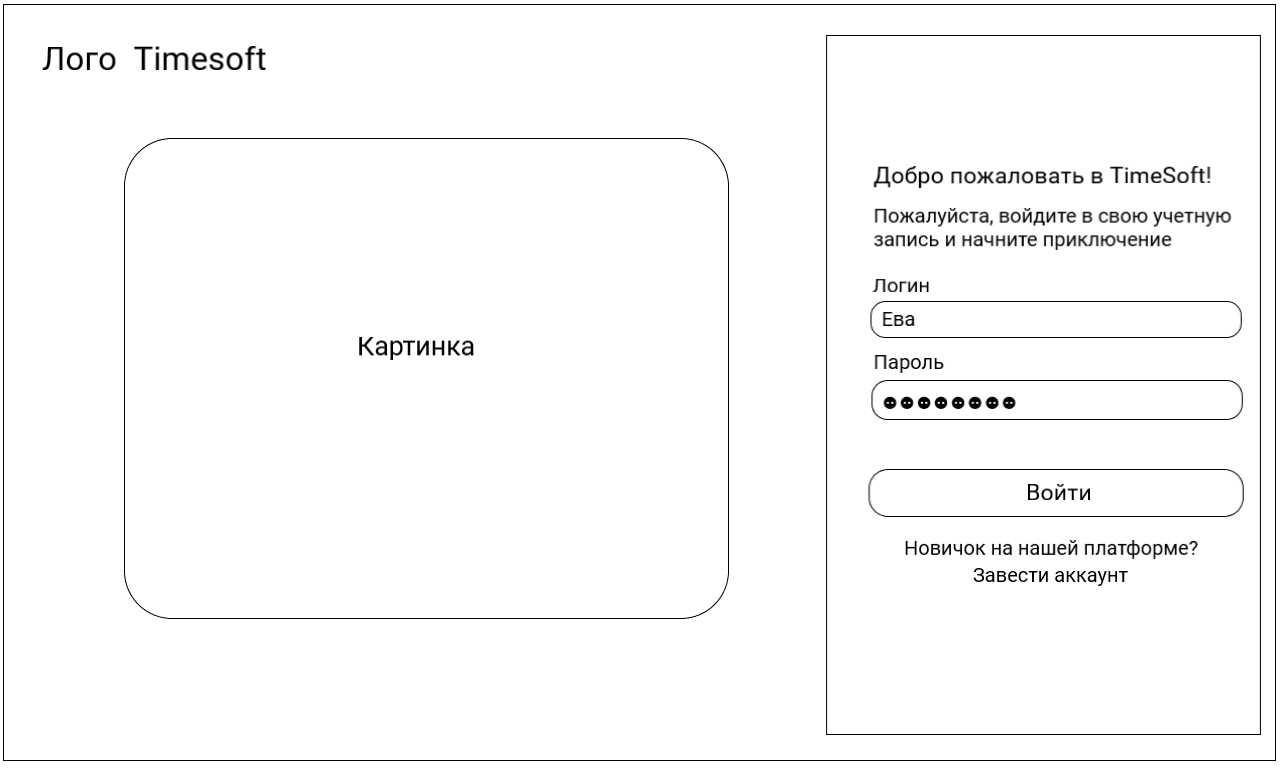 Лого Timesoft
Картинка
Добро пожаловать в TimeSoft!
Пожалуйста, войдите в свою учетную
запись и начните приключение
Логин
Ева
Пароль
Войти
Новичок на нашей платформе?
Завести аккаунт